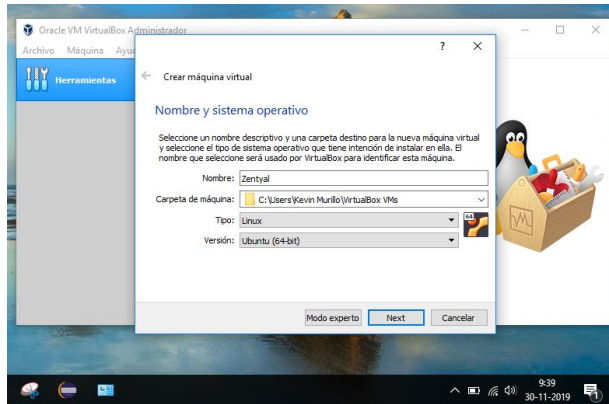 Oracle VM VirtualBox Administrador
Archivo Máquina Ayu
Herramientas
? ×
← Crear máquina virtual
Nombre y sistema operativo
Seleccione un nombre descriptivo y una carpeta destino para la nueva máquina virtual
y seleccione el tipo de sistema operativo que tiene intención de instalar en ella. El
nombre que seleccione será usado por VirtualBox para identificar esta máquina.
Nombre: Zentyal
Carpeta de máquina: C:\Users\Kevin Murillo\VirtualBox VMs
Tipo: Linux
64
Versión: Ubuntu (64-bit)
Modo experto Next Cancelar
9:39
30-11-2019
1